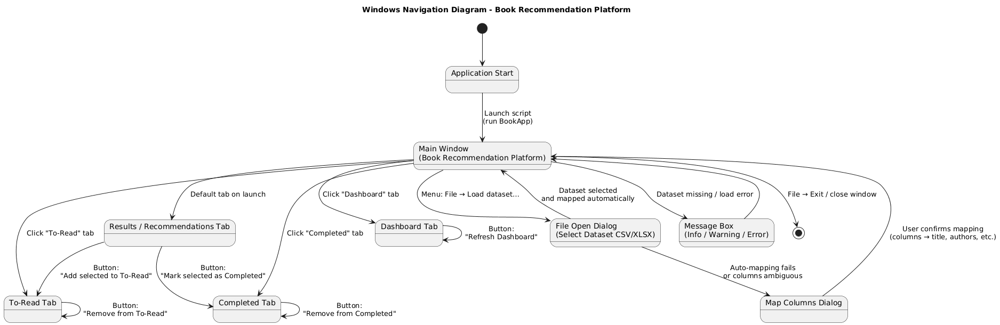 Windows Navigation Diagram - Book Recommendation Platform
Application Start
Launch script
(run BookApp)
Main Window
(Book Recommendation Platform)
Default tab on launch
Click "Dashboard" tab
Menu: File → Load dataset...
Dataset selected
and mapped automatically
Dataset missing / load error
File → Exit / close window
Click "To-Read" tab
Results / Recommendations Tab
Click "Completed" tab
Dashboard Tab
Button:
"Refresh Dashboard"
File Open Dialog
(Select Dataset CSV/XLSX)
Message Box
(Info / Warning / Error)
User confirms mapping
(columns → title, authors, etc.)
Button:
"Add selected to To-Read"
Button:
"Mark selected as Completed"
Auto-mapping fails
or columns ambiguous
To-Read Tab
Button:
"Remove from To-Read"
Completed Tab
Button:
"Remove from Completed"
Map Columns Dialog